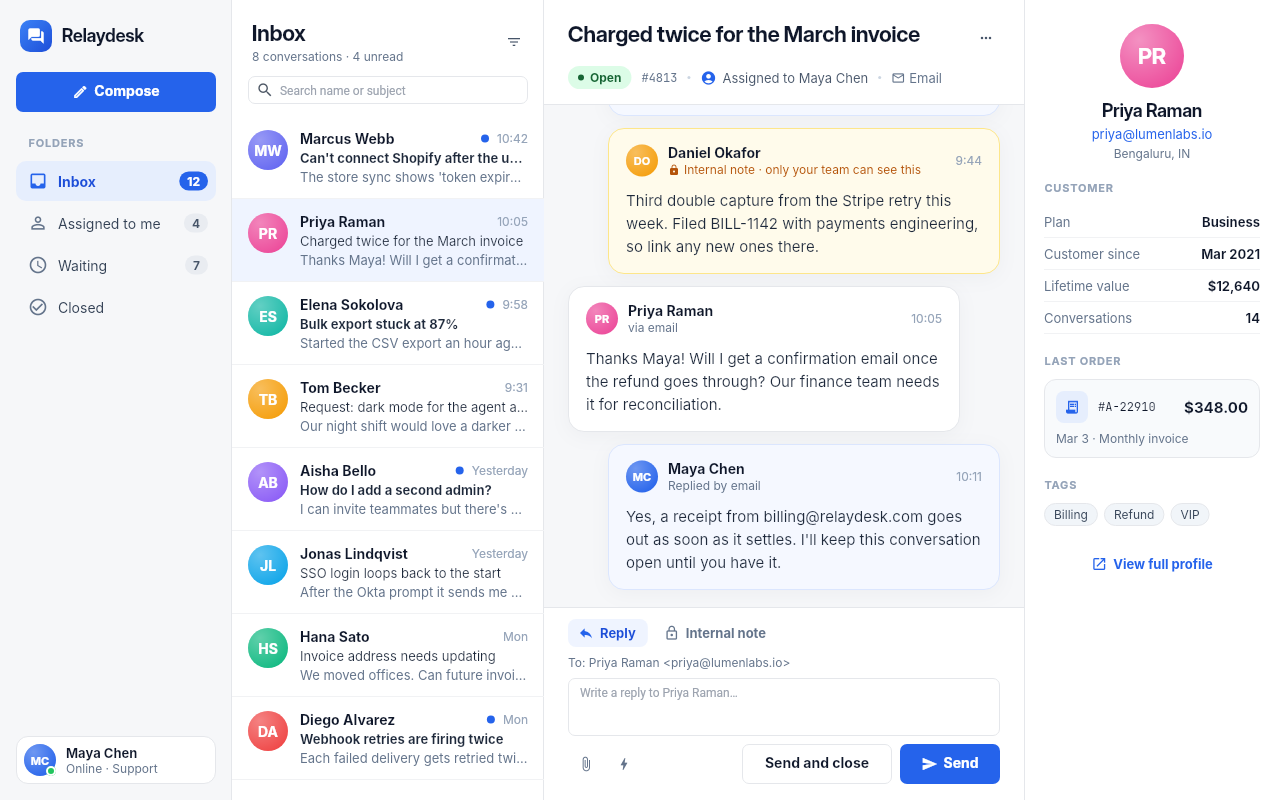 Relaydesk
Compose
FOLDERS
Inbox 12
Assigned to me 4
Waiting 7
Closed
MC
Maya Chen
Online · Support
Inbox
8 conversations · 4 unread
Search name or subject
MW
Marcus Webb 10:42
Can't connect Shopify after the u…
The store sync shows 'token expir…
PR
Priya Raman 10:05
Charged twice for the March invoice
Thanks Maya! Will I get a confirmat…
ES
Elena Sokolova 9:58
Bulk export stuck at 87%
Started the CSV export an hour ag…
TB
Tom Becker 9:31
Request: dark mode for the agent a…
Our night shift would love a darker …
AB
Aisha Bello Yesterday
How do I add a second admin?
I can invite teammates but there's …
JL
Jonas Lindqvist Yesterday
SSO login loops back to the start
After the Okta prompt it sends me …
HS
Hana Sato Mon
Invoice address needs updating
We moved offices. Can future invoi…
DA
Diego Alvarez Mon
Webhook retries are firing twice
Each failed delivery gets retried twi…
Charged twice for the March invoice
Open #4813 · Assigned to Maya Chen · Email
DO
Daniel Okafor 9:44
Internal note · only your team can see this
Third double capture from the Stripe retry this
week. Filed BILL-1142 with payments engineering,
so link any new ones there.
PR
Priya Raman 10:05
via email
Thanks Maya! Will I get a confirmation email once
the refund goes through? Our finance team needs
it for reconciliation.
MC
Maya Chen 10:11
Replied by email
Yes, a receipt from billing@relaydesk.com goes
out as soon as it settles. I'll keep this conversation
open until you have it.
Reply Internal note
To: Priya Raman <priya@lumenlabs.io>
Write a reply to Priya Raman…
Send and close Send
PR
Priya Raman
priya@lumenlabs.io
Bengaluru, IN
CUSTOMER
Plan Business
Customer since Mar 2021
Lifetime value $12,640
Conversations 14
LAST ORDER
#A-22910 $348.00
Mar 3 · Monthly invoice
TAGS
Billing Refund VIP
View full profile